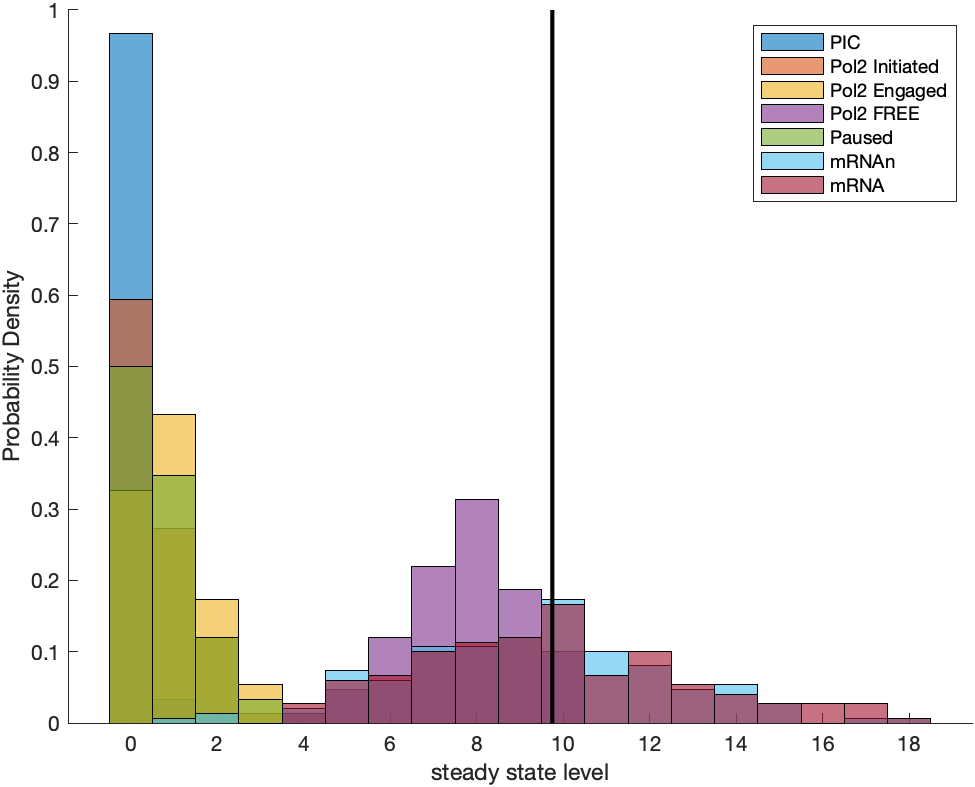 1
0.9
0.8
0.7
0.6
0.5
0.4
0.3
0.2
0.1
0
Probability Density
0 2 4 6 8 10 12 14 16 18
steady state level
PIC
Pol2 Initiated
Pol2 Engaged
Pol2 FREE
Paused
mRNAn
mRNA